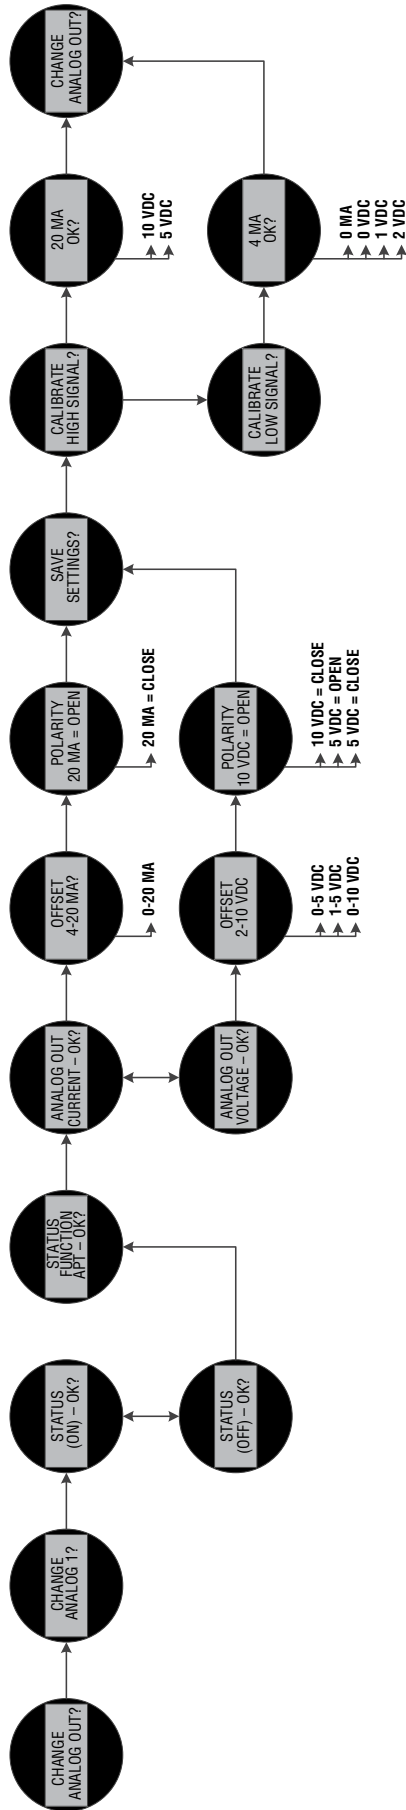 CHANGE
ANALOG OUT?
CHANGE
ANALOG 1?
STATUS
(ON) – OK?
STATUS
(OFF) – OK?
STATUS
FUNCTION
APT – OK?
ANALOG OUT
CURRENT – OK?
ANALOG OUT
VOLTAGE – OK?
OFFSET
4-20 MA?
0-20 MA
OFFSET
2-10 VDC
0-5 VDC
1-5 VDC
0-10 VDC
POLARITY
20 MA = OPEN
20 MA = CLOSE
POLARITY
10 VDC = OPEN
10 VDC = CLOSE
5 VDC = OPEN
5 VDC = CLOSE
SAVE
SETTINGS?
CALIBRATE
HIGH SIGNAL?
CALIBRATE
LOW SIGNAL?
20 MA
OK?
10 VDC
5 VDC
4 MA
OK?
0 MA
0 VDC
1 VDC
2 VDC
CHANGE
ANALOG OUT?